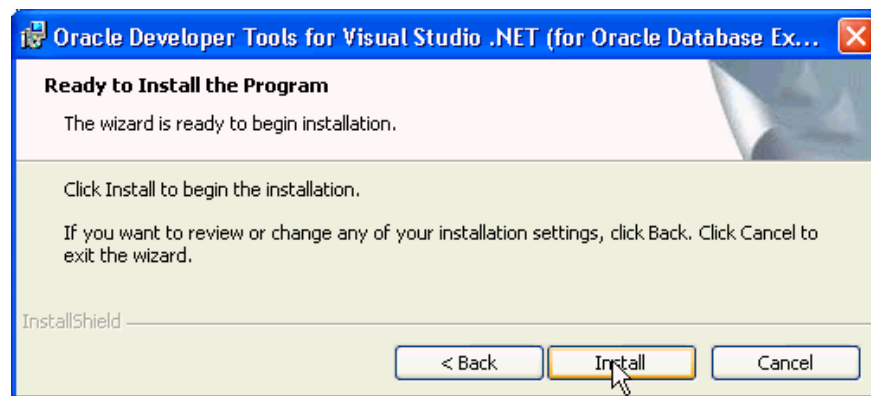 Oracle Developer Tools for Visual Studio .NET (for Oracle Database Ex...
Ready to Install the Program
The wizard is ready to begin installation.
Click Install to begin the installation.
If you want to review or change any of your installation settings, click Back. Click Cancel to
exit the wizard.
InstallShield
< Back Install Cancel